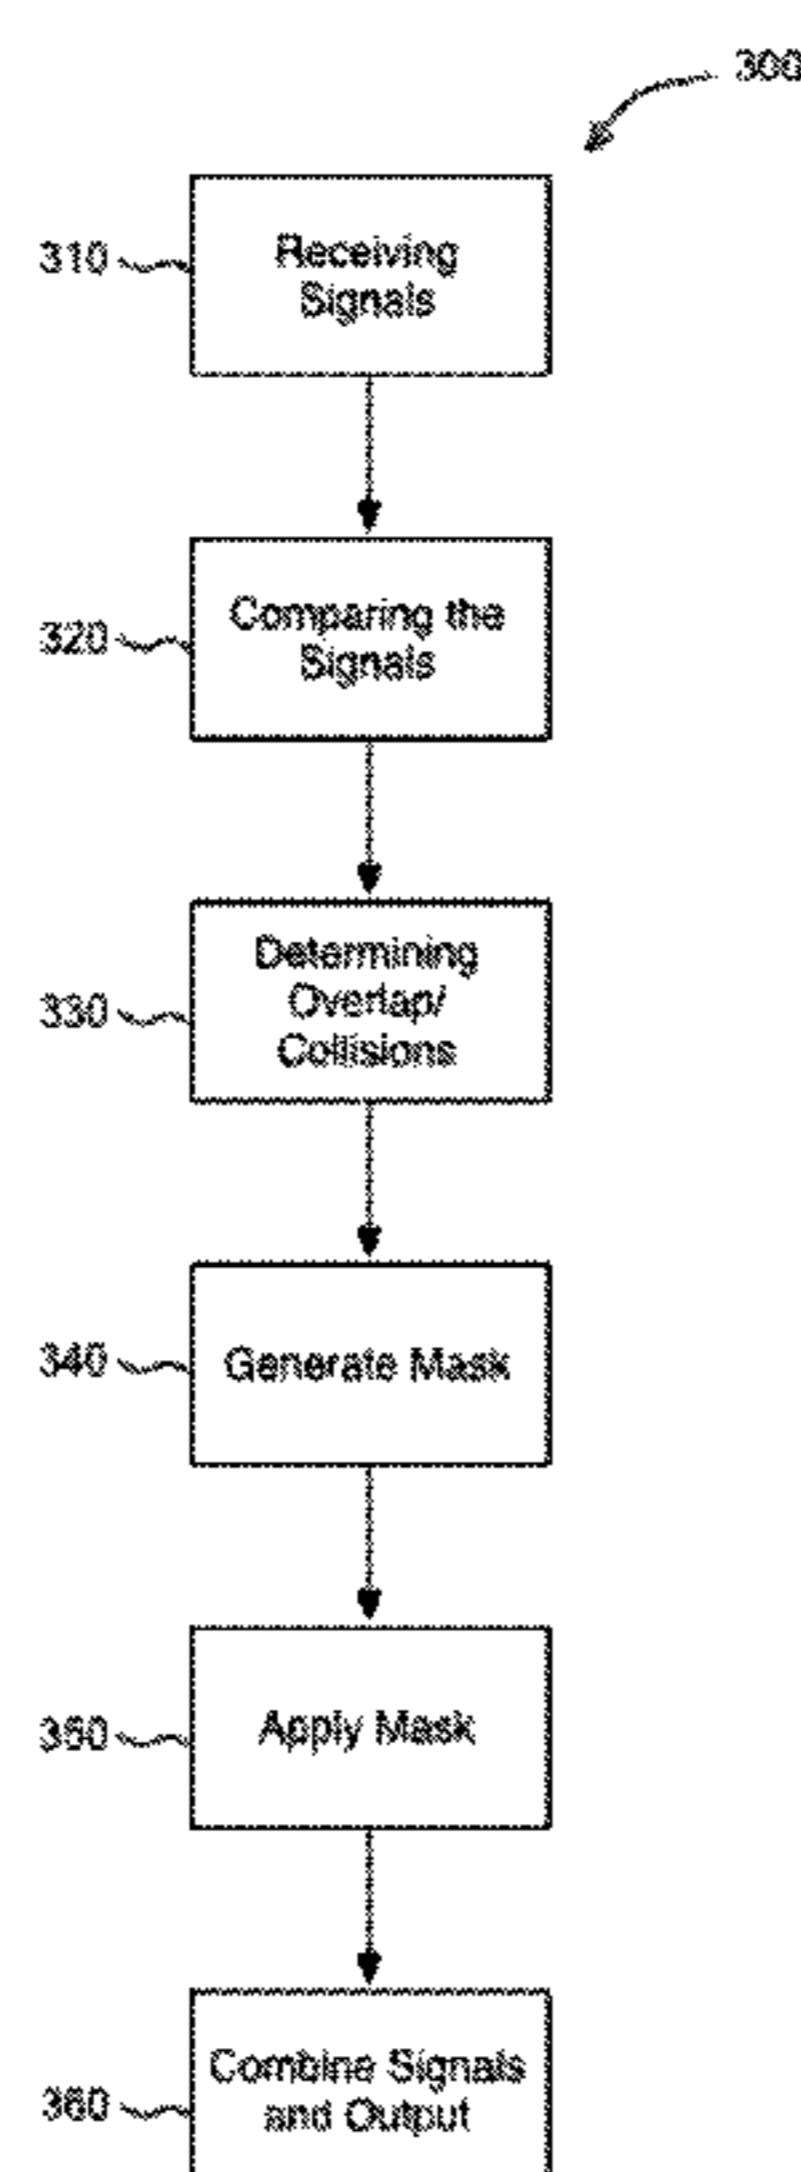 300
310
Receiving
Signals
320
Comparing the
Signals
330
Determining
Overlap/
Collisions
340
Generate Mask
350
Apply Mask
360
Combine Signals
and Output